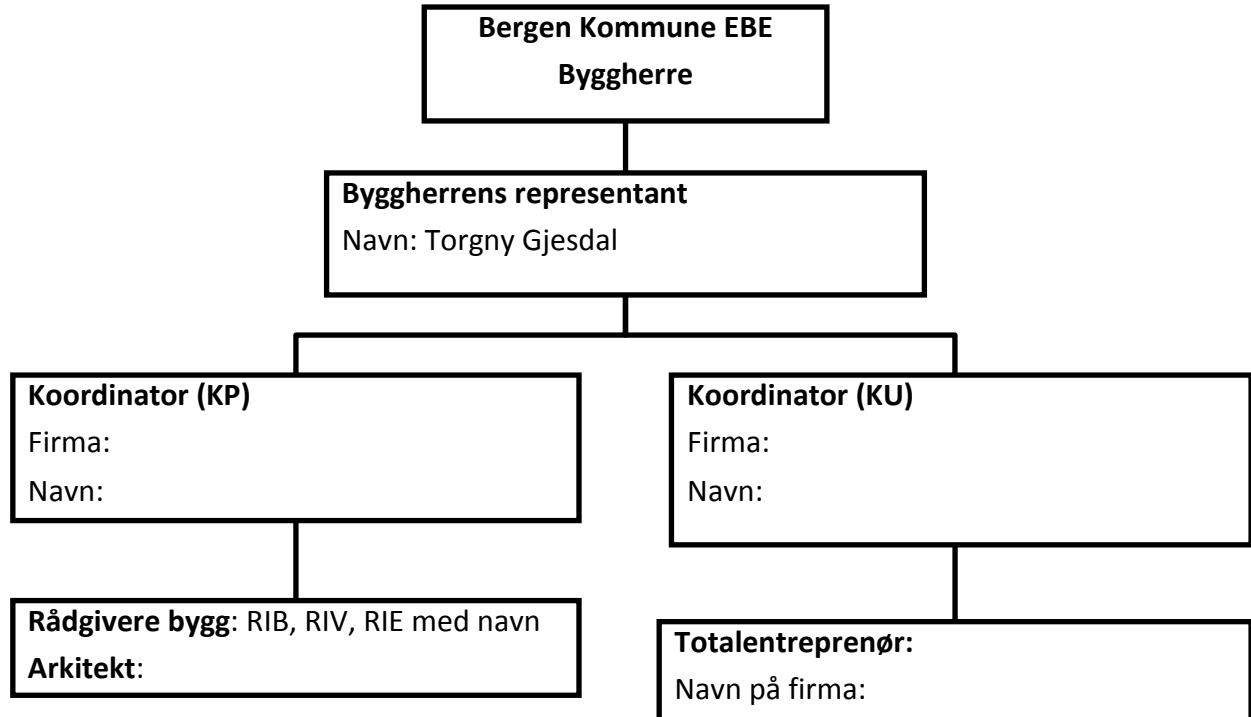 Bergen Kommune EBE
Byggherre
Byggherrens representant
Navn: Torgny Gjesdal
Koordinator (KP)
Firma:
Navn:
Koordinator (KU)
Firma:
Navn:
Rådgivere bygg: RIB, RIV, RIE med navn
Arkitekt:
Totalentreprenør:
Navn på firma: